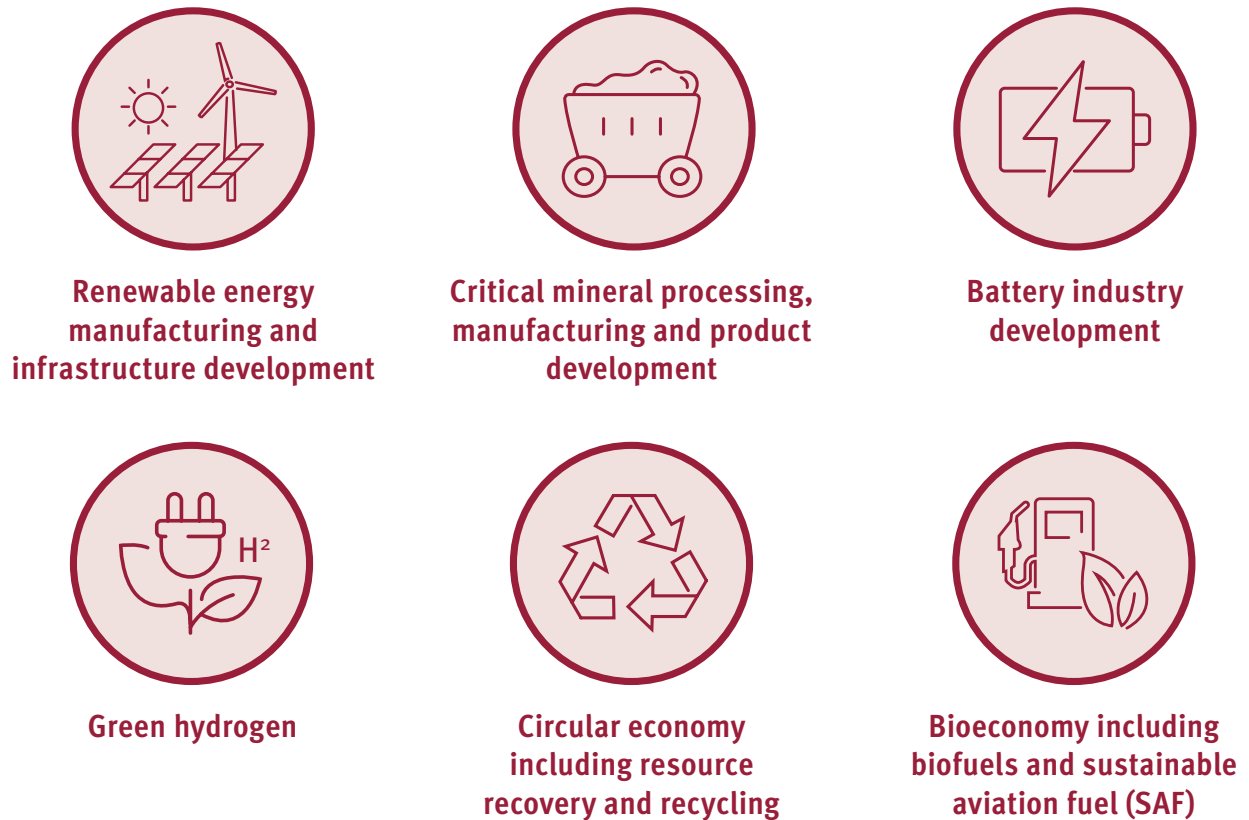 Renewable energy
manufacturing and
infrastructure development
Critical mineral processing,
manufacturing and product
development
Battery industry
development
H²
Green hydrogen
Circular economy
including resource
recovery and recycling
Bioeconomy including
biofuels and sustainable
aviation fuel (SAF)